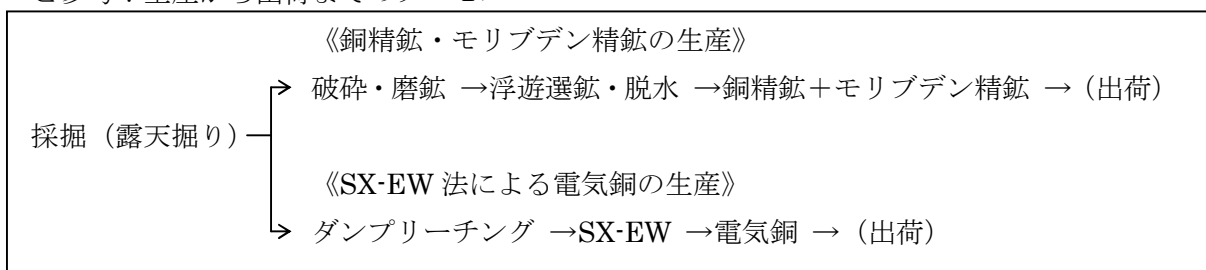 《銅精鉱・モリブデン精鉱の生産》
破砕・磨鉱 →浮遊選鉱・脱水 →銅精鉱＋モリブデン精鉱 →（出荷）
採掘（露天掘り）
《SX-EW 法による電気銅の生産》
ダンプリーチング →SX-EW →電気銅 →（出荷）